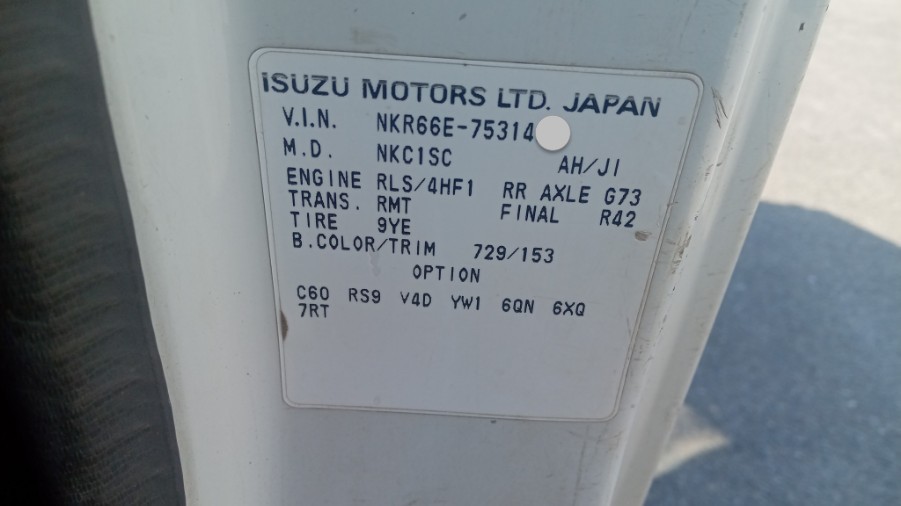 ISUZU MOTORS LTD. JAPAN
V.I.N. NKR66E-75314
M.D. NKC1SC AH/J1
ENGINE RLS/4HF1 RR AXLE G73
TRANS. RMT FINAL R42
TIRE 9YE
B.COLOR/TRIM 729/153
OPTION
C60 RS9 V4D YW1 6QN 6XQ
7RT